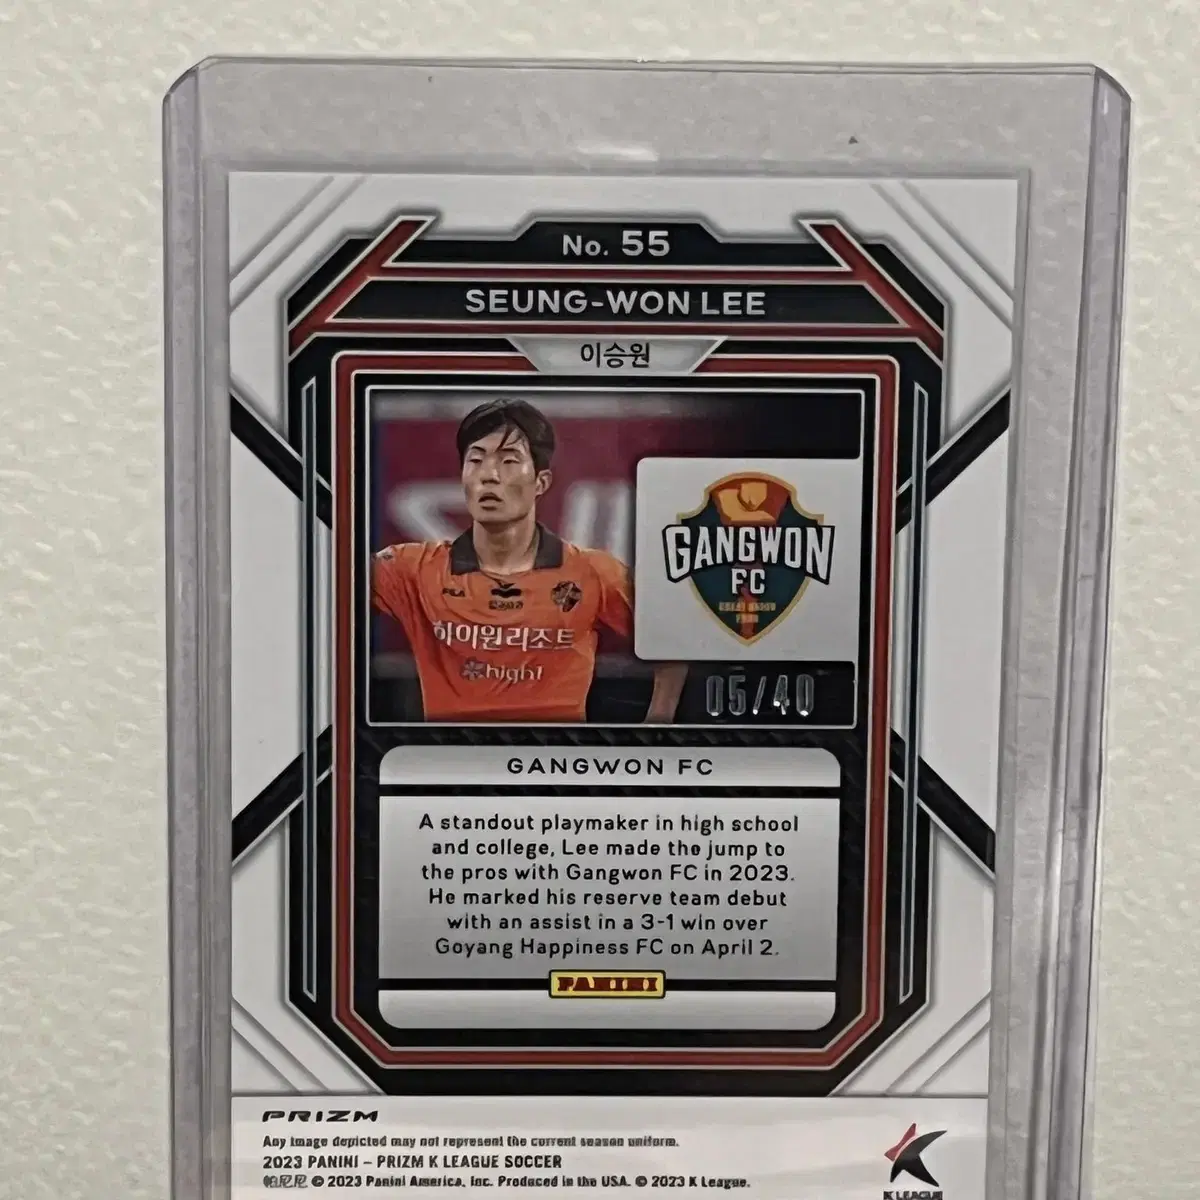 No. 55
SEUNG-WON LEE
이승원
GANGWON
FC
FILA
하이원리조트
high1
05/40
GANGWON FC
A standout playmaker in high school
and college, Lee made the jump to
the pros with Gangwon FC in 2023.
He marked his reserve team debut
with an assist in a 3-1 win over
Goyang Happiness FC on April 2.
PANINI
PRIZM
Any image depicted may not represent the current season uniform.
2023 PANINI – PRIZM K LEAGUE SOCCER
帕尼尼 © 2023 Panini America, Inc. Produced in the USA. © 2023 K League.
K LEAGUE